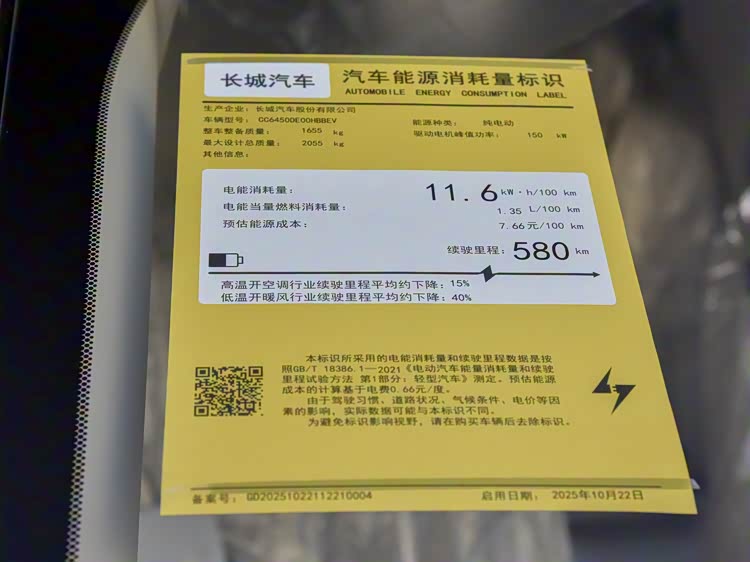 长城汽车
汽车能源消耗量标识
AUTOMOBILE ENERGY CONSUMPTION LABEL
生产企业：长城汽车股份有限公司
车辆型号：CC6450DE00HBBEV
能源种类：纯电动
整车整备质量：1655 kg
驱动电机峰值功率：150 kW
最大设计总质量：2055 kg
其他信息：
电能消耗量：11.6 kW·h/100 km
电能当量燃料消耗量：1.35 L/100 km
预估能源成本：7.66元/100 km
续驶里程：580 km
高温开空调行业续驶里程平均约下降：15%
低温开暖风行业续驶里程平均约下降：40%
本标识所采用的电能消耗量和续驶里程数据是按
照GB/T 18386.1—2021《电动汽车能量消耗量和续驶
里程试验方法 第1部分：轻型汽车》测定。预估能源
成本的计算基于电费0.66元/度。
由于驾驶习惯、道路状况、气候条件、电价等因
素的影响，实际数据可能与本标识不同。
为避免标识影响视野，请在购买车辆后去除标识。
备案号：GD20251022112210004
启用日期：2025年10月22日